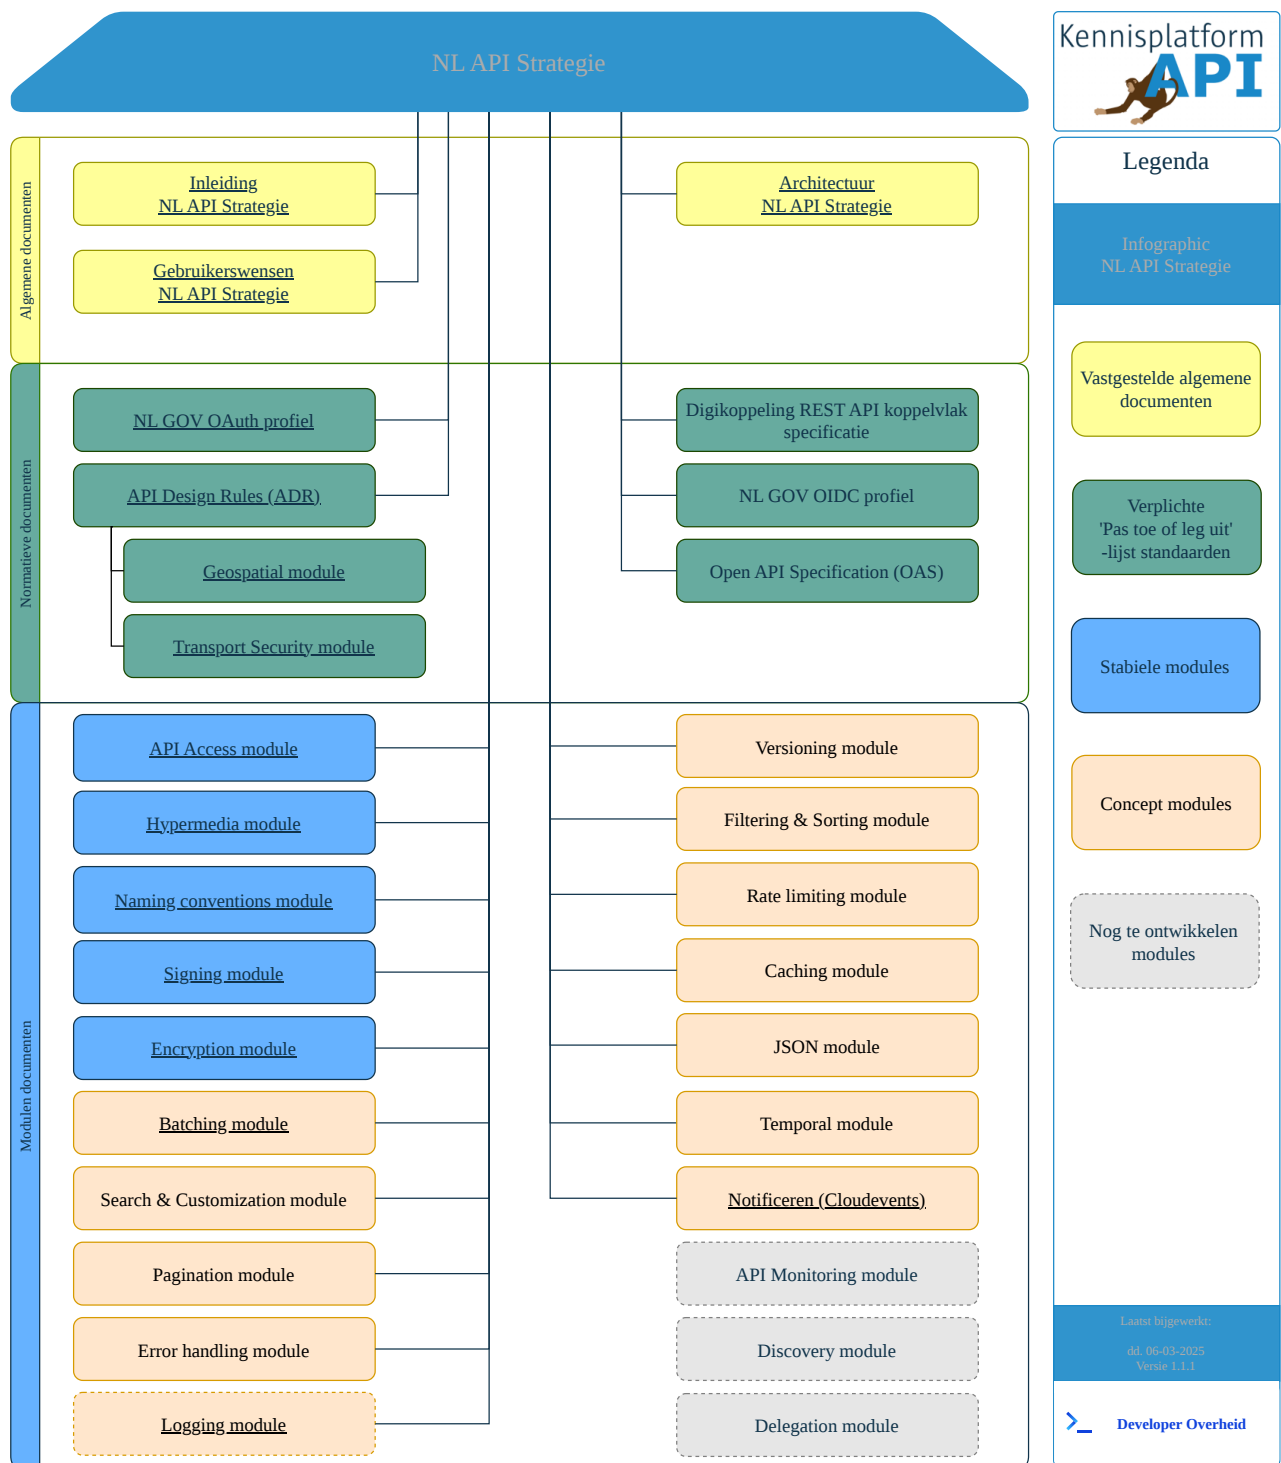 NL API Strategie
Kennisplatform
API
Algemene documenten
Inleiding
NL API Strategie
Gebruikerswensen
NL API Strategie
Architectuur
NL API Strategie
Normatieve documenten
NL GOV OAuth profiel
API Design Rules (ADR)
Geospatial module
Transport Security module
Digikoppeling REST API koppelvlak
specificatie
NL GOV OIDC profiel
Open API Specification (OAS)
Modulen documenten
API Access module
Hypermedia module
Naming conventions module
Signing module
Encryption module
Batching module
Search & Customization module
Pagination module
Error handling module
Logging module
Versioning module
Filtering & Sorting module
Rate limiting module
Caching module
JSON module
Temporal module
Notificeren (Cloudevents)
API Monitoring module
Discovery module
Delegation module
Legenda
Infographic
NL API Strategie
Vastgestelde algemene
documenten
Verplichte
'Pas toe of leg uit'
-lijst standaarden
Stabiele modules
Concept modules
Nog te ontwikkelen
modules
Laatst bijgewerkt:
dd. 06-03-2025
Versie 1.1.1
Developer Overheid